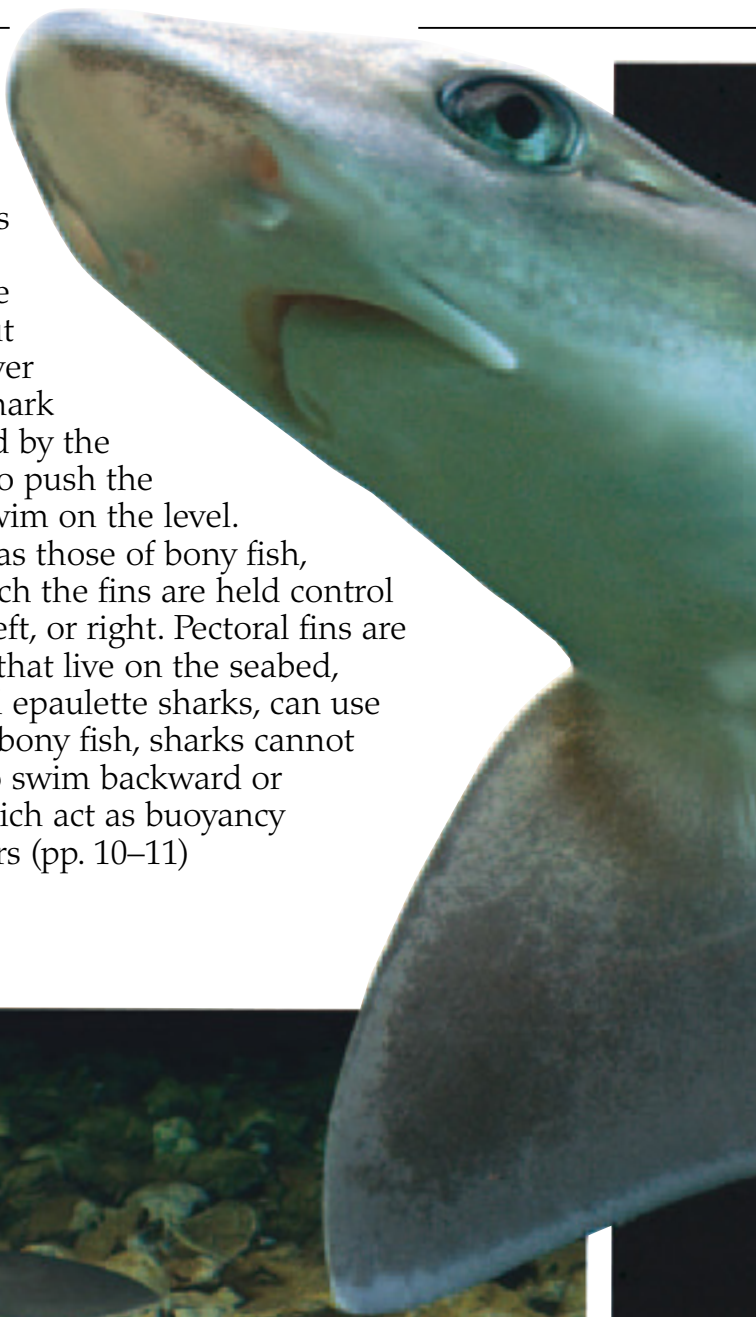 s
e
it
ver
hark
d by the
o push the
wim on the level.
as those of bony fish,
ch the fins are held control
eft, or right. Pectoral fins are
that live on the seabed,
epaulette sharks, can use
bony fish, sharks cannot
swim backward or
ich act as buoyancy
rs (pp. 10–11)